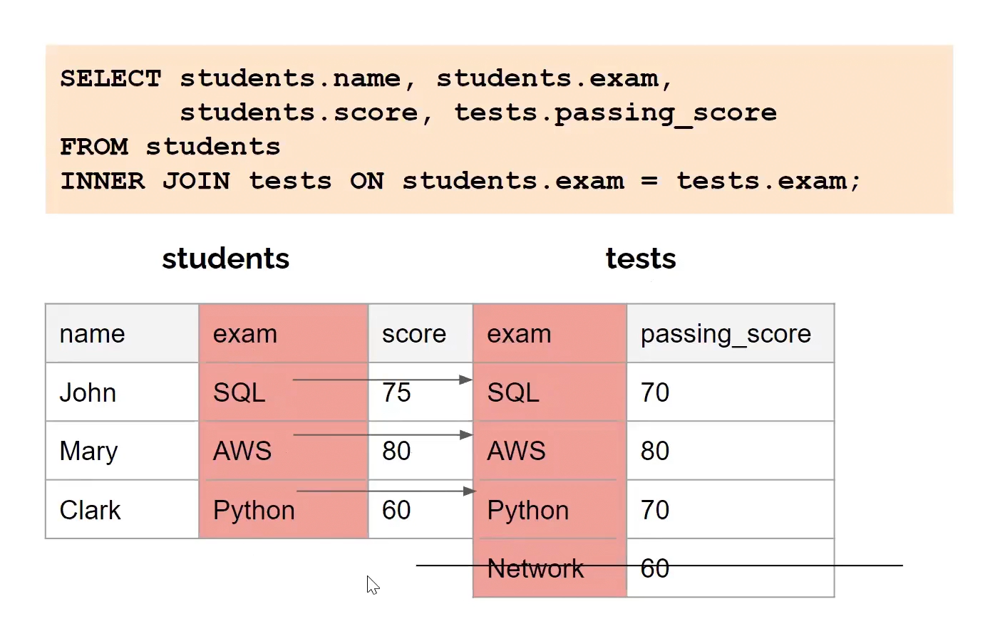 SELECT students.name, students.exam,
students.score, tests.passing_score
FROM students
INNER JOIN tests ON students.exam = tests.exam;
students tests
name exam score exam passing_score
John SQL 75 SQL 70
Mary AWS 80 AWS 80
Clark Python 60 Python 70
Network 60